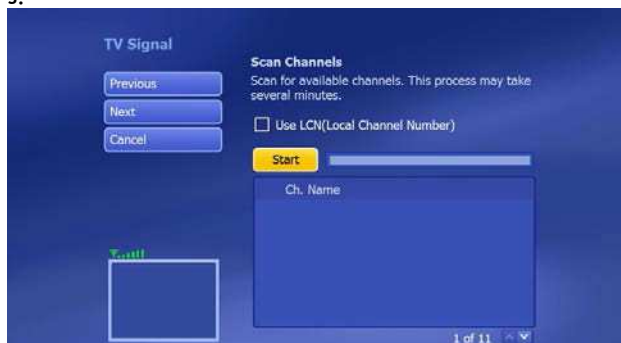 TV Signal
Previous
Next
Cancel
Scan Channels
Scan for available channels. This process may take
several minutes.
Use LCN(Local Channel Number)
Start
Ch. Name
1 of 11